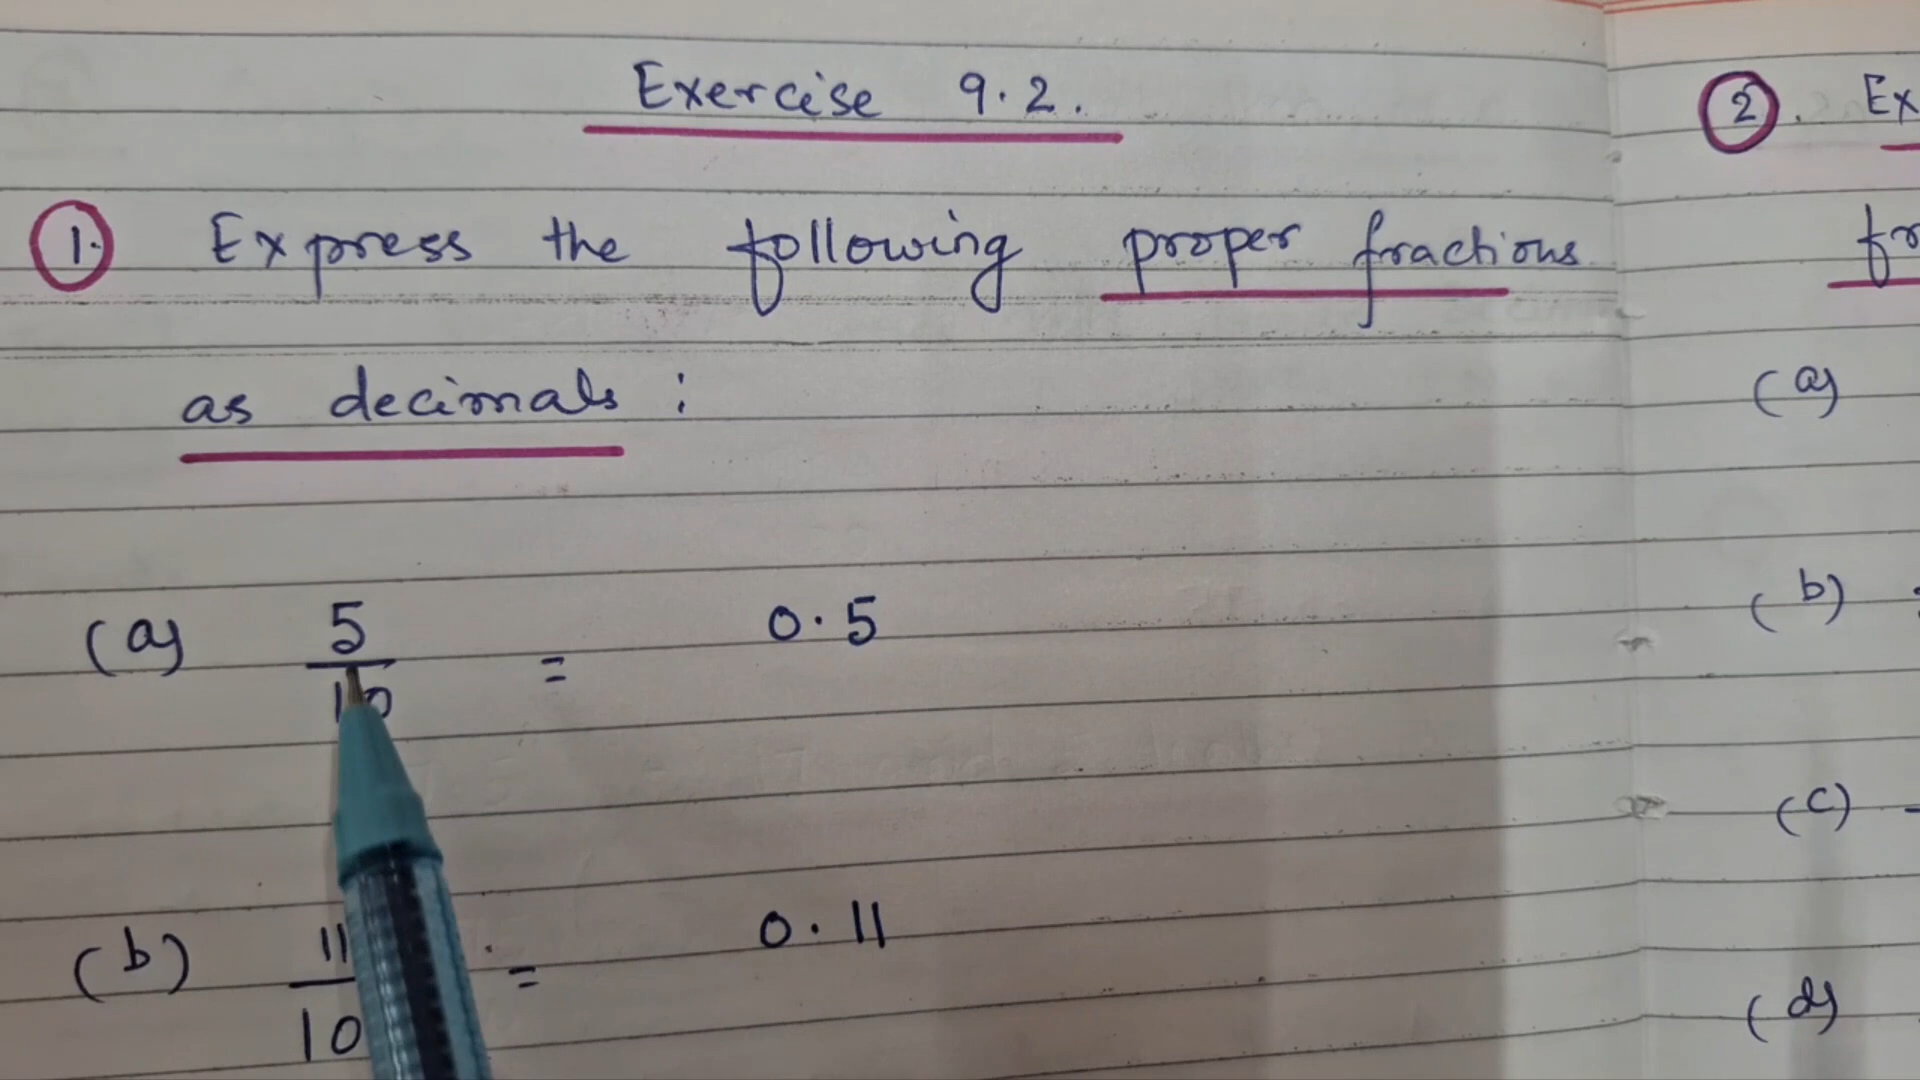 Exercise 9.2.
1. Express the following proper fractions
as decimals :
(a) 5/10 = 0.5
(b) 11/10 = 0.11
2. Ex
fr
(a)
(b)
(c)
(d)